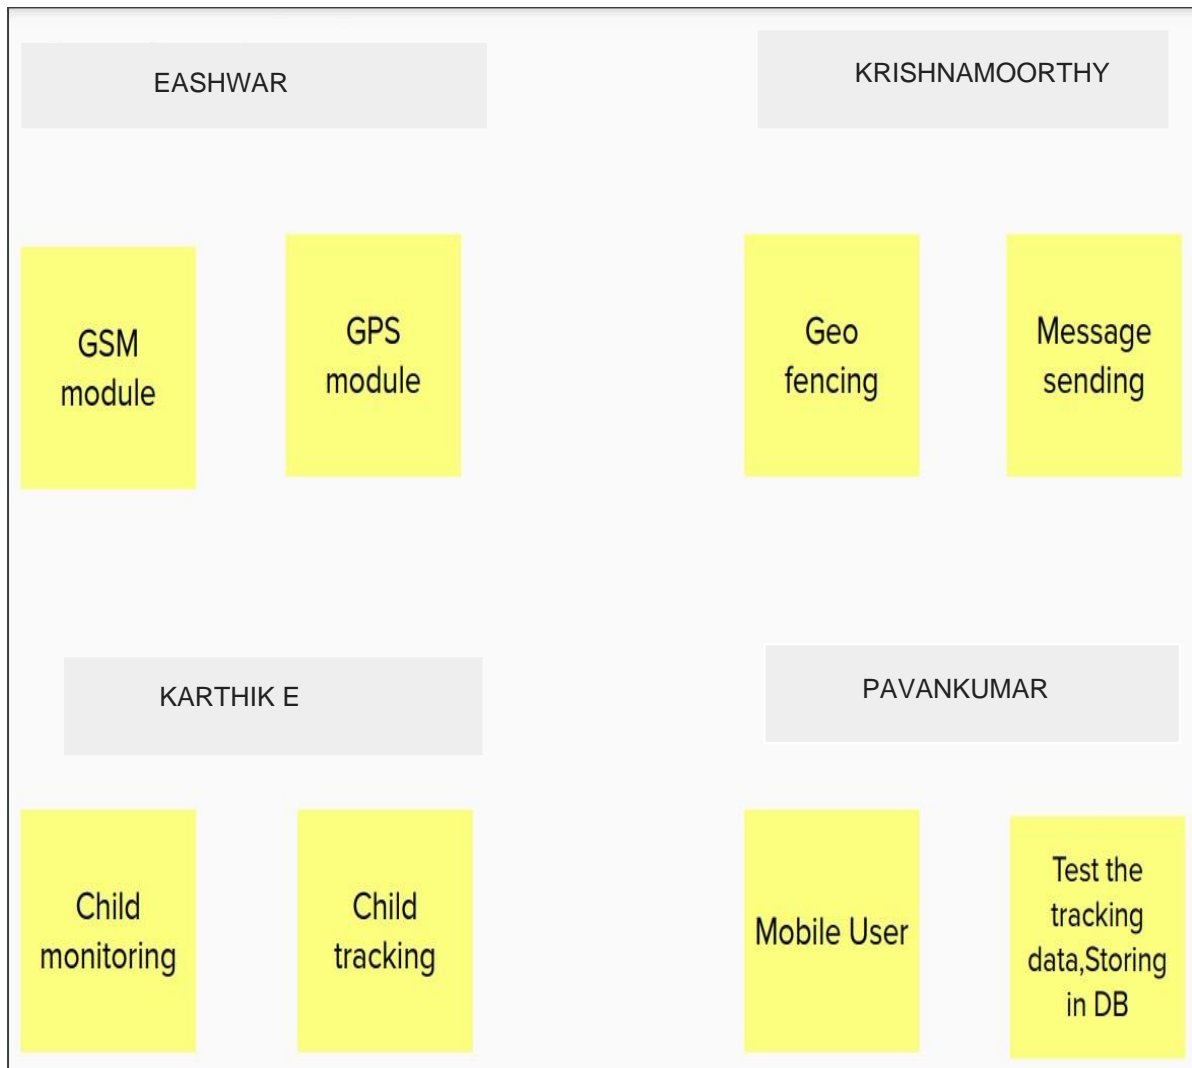 EASHWAR
KRISHNAMOORTHY
GSM
module
GPS
module
Geo
fencing
Message
sending
KARTHIK E
PAVANKUMAR
Child
monitoring
Child
tracking
Mobile User
Test the
tracking
data,Storing
in DB